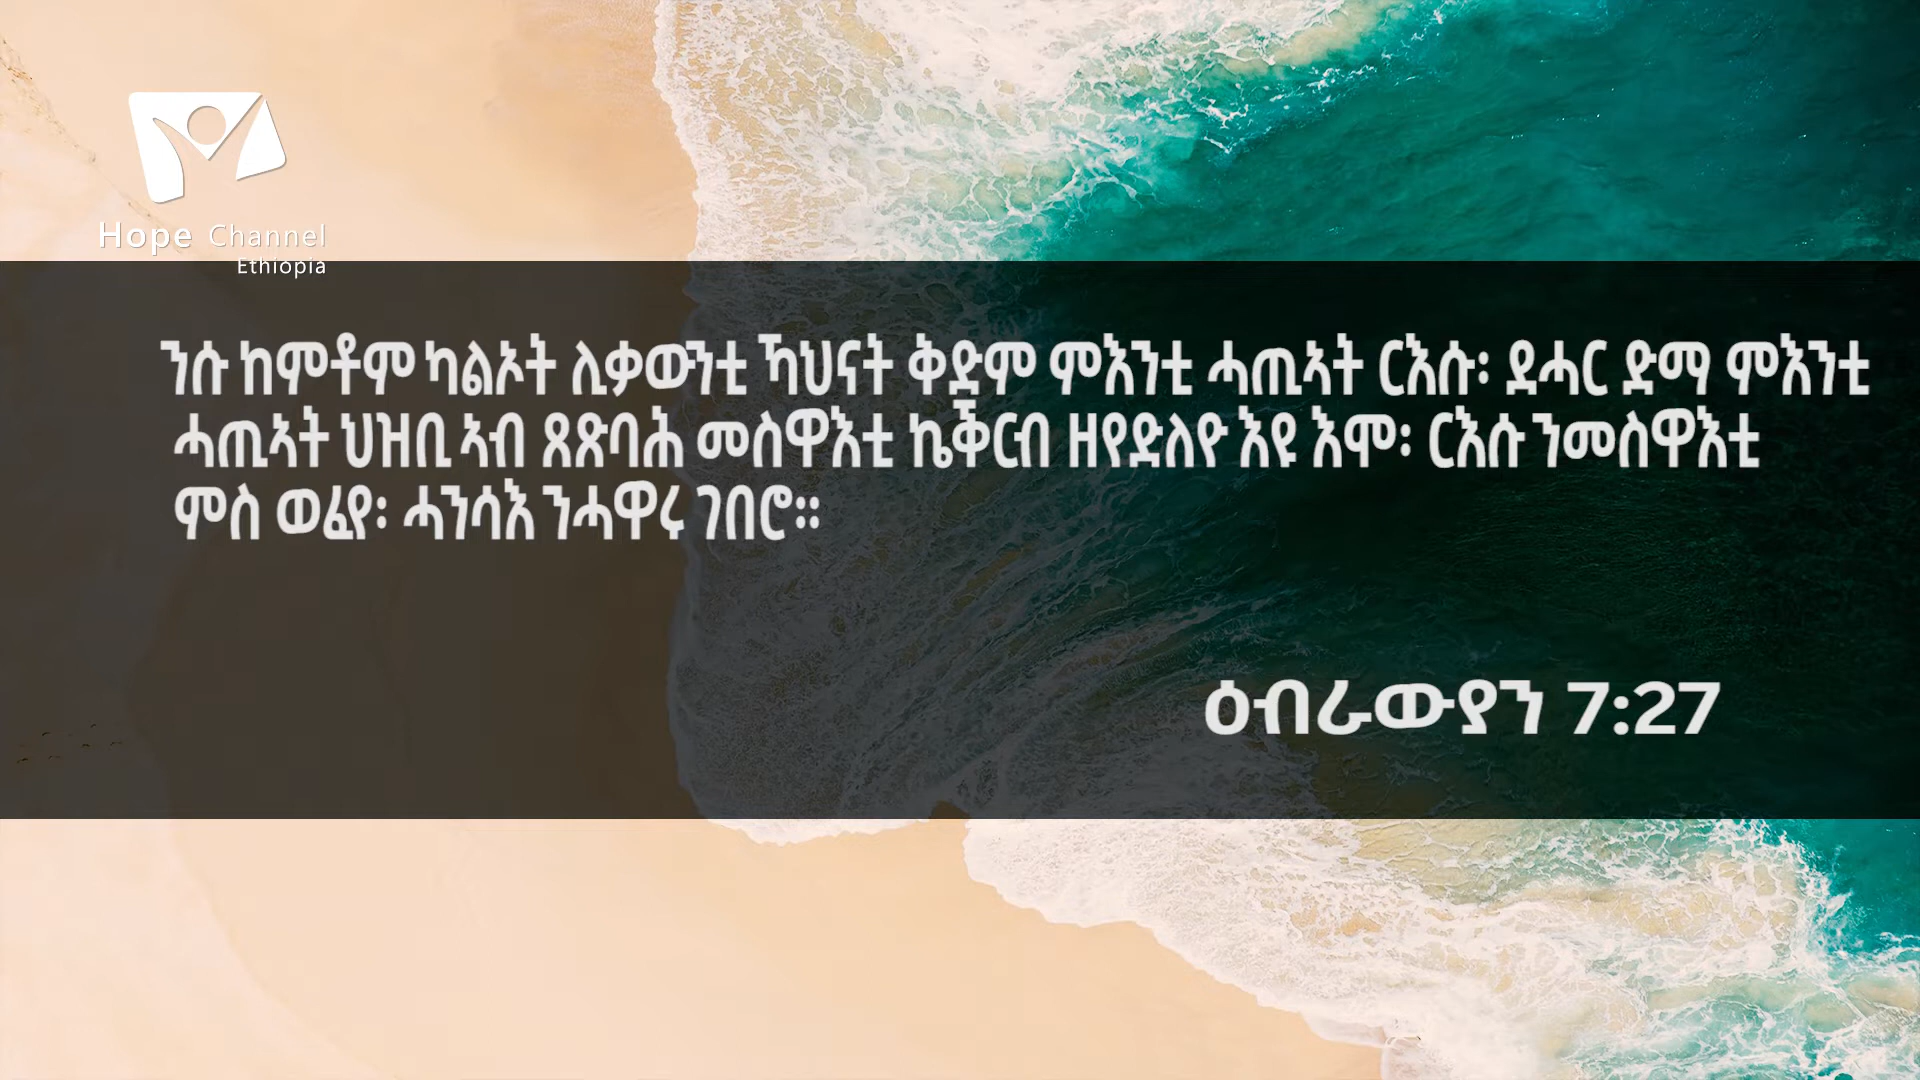 Hope Channel
Ethiopia
ንሱ ከምቶም ካልኦት ሊቃውንቲ ኻህናት ቅድም ምእንቲ ሓጢኣት ርእሱ፡ ደሓር ድማ ምእንቲ
ሓጢኣት ህዝቢ ኣብ ጸጽባሕ መስዋእቲ ኬቕርብ ዘየድለዮ እዩ እሞ፡ ርእሱ ንመስዋእቲ
ምስ ወፈየ፡ ሓንሳእ ንሓዋሩ ገበሮ።
ዕብራውያን 7:27